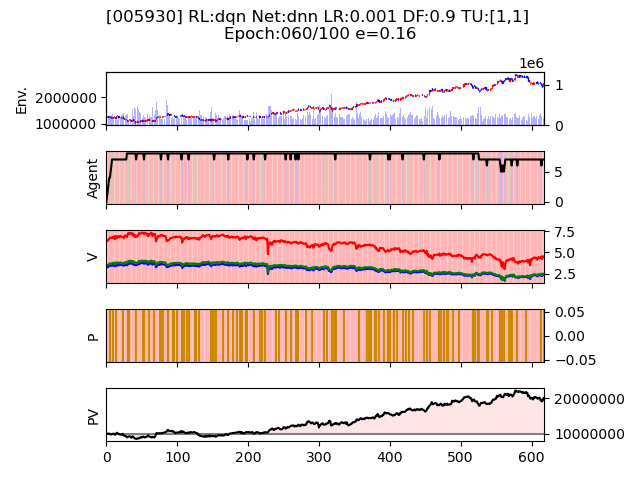 [005930] RL:dqn Net:dnn LR:0.001 DF:0.9 TU:[1,1]
Epoch:060/100 e=0.16
1e6
Env.
2000000
1000000
1
0
Agent
5
0
V
7.5
5.0
2.5
P
0.05
0.00
−0.05
PV
20000000
10000000
0 100 200 300 400 500 600